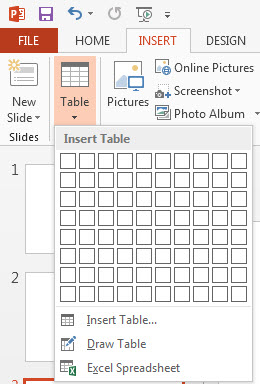 FILE HOME INSERT DESIGN
New Slide
Table
Pictures
Online Pictures
Screenshot
Photo Album
Slides
Insert Table
1
2
Insert Table...
Draw Table
Excel Spreadsheet